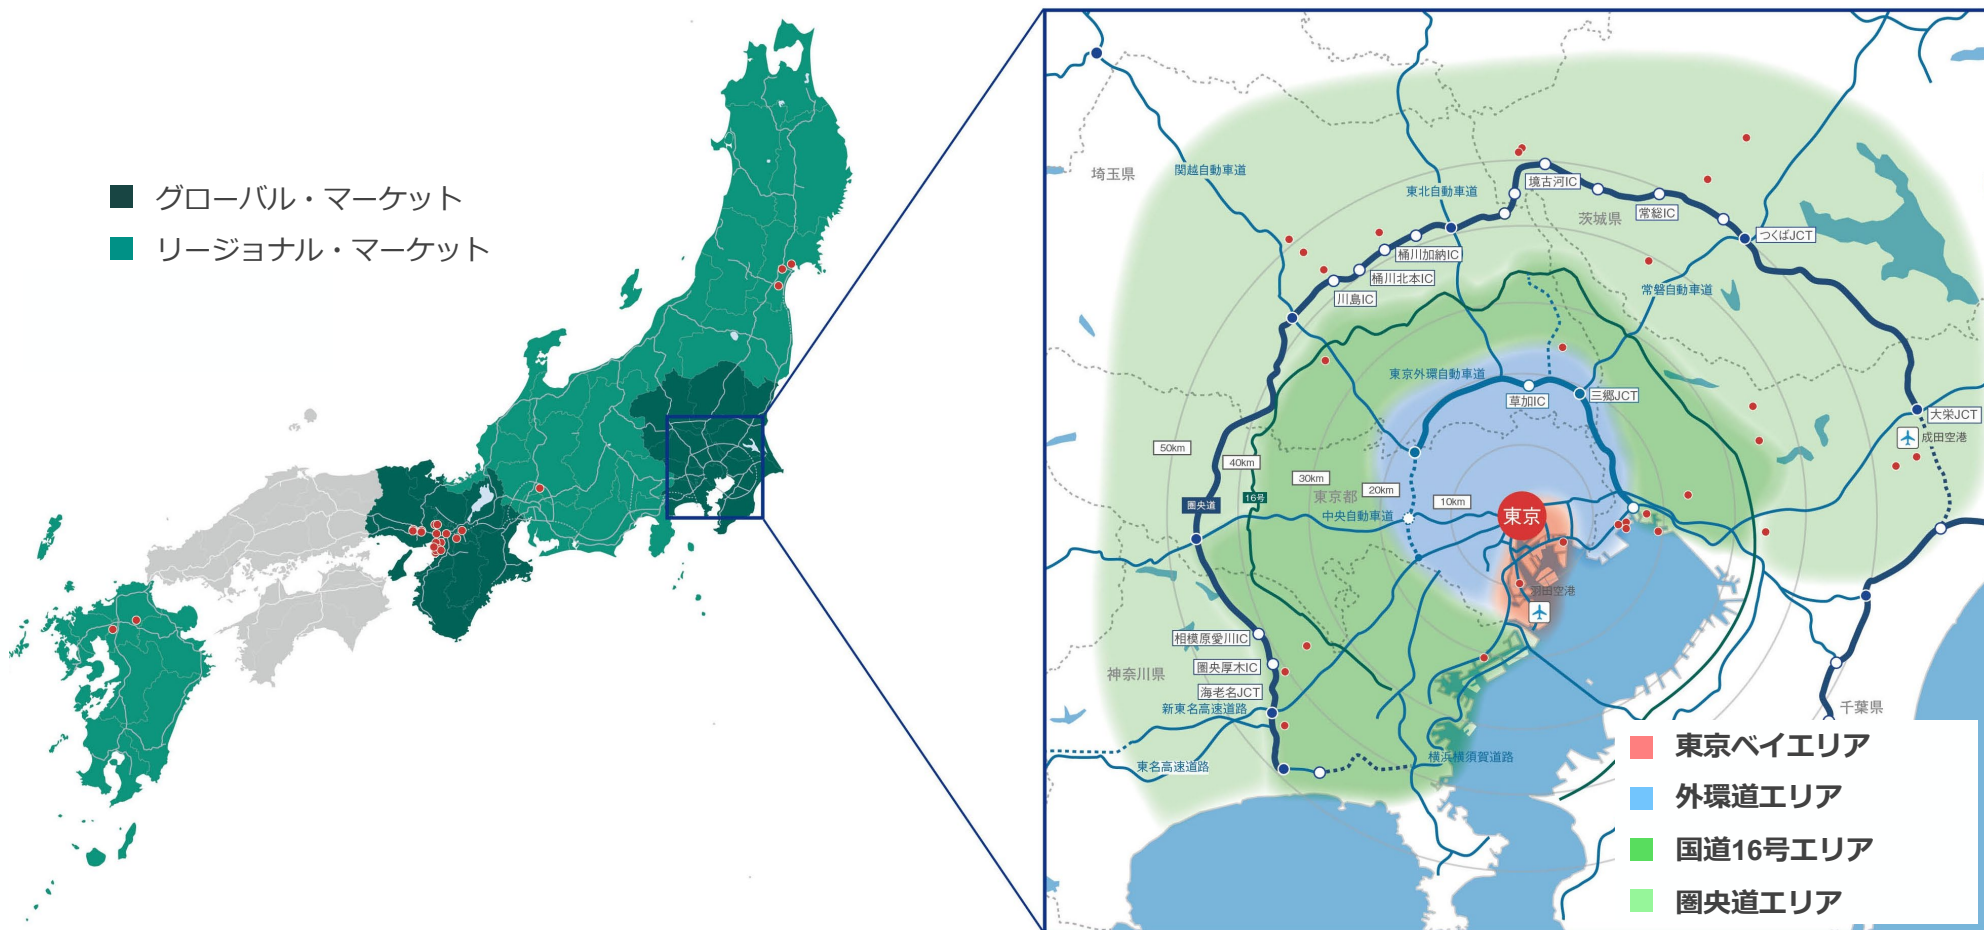 グローバル・マーケット
リージョナル・マーケット
埼玉県
関越自動車道
東北自動車道
境古河IC
茨城県
常総IC
つくばJCT
桶川加納IC
桶川北本IC
川島IC
常磐自動車道
東京外環自動車道
草加IC
三郷JCT
大栄JCT
成田空港
50km
40km
30km
20km
10km
圏央道
16号
東京都
中央自動車道
東京
羽田空港
相模原愛川IC
圏央厚木IC
海老名JCT
神奈川県
新東名高速道路
東名高速道路
横浜横須賀道路
千葉県
東京ベイエリア
外環道エリア
国道16号エリア
圏央道エリア